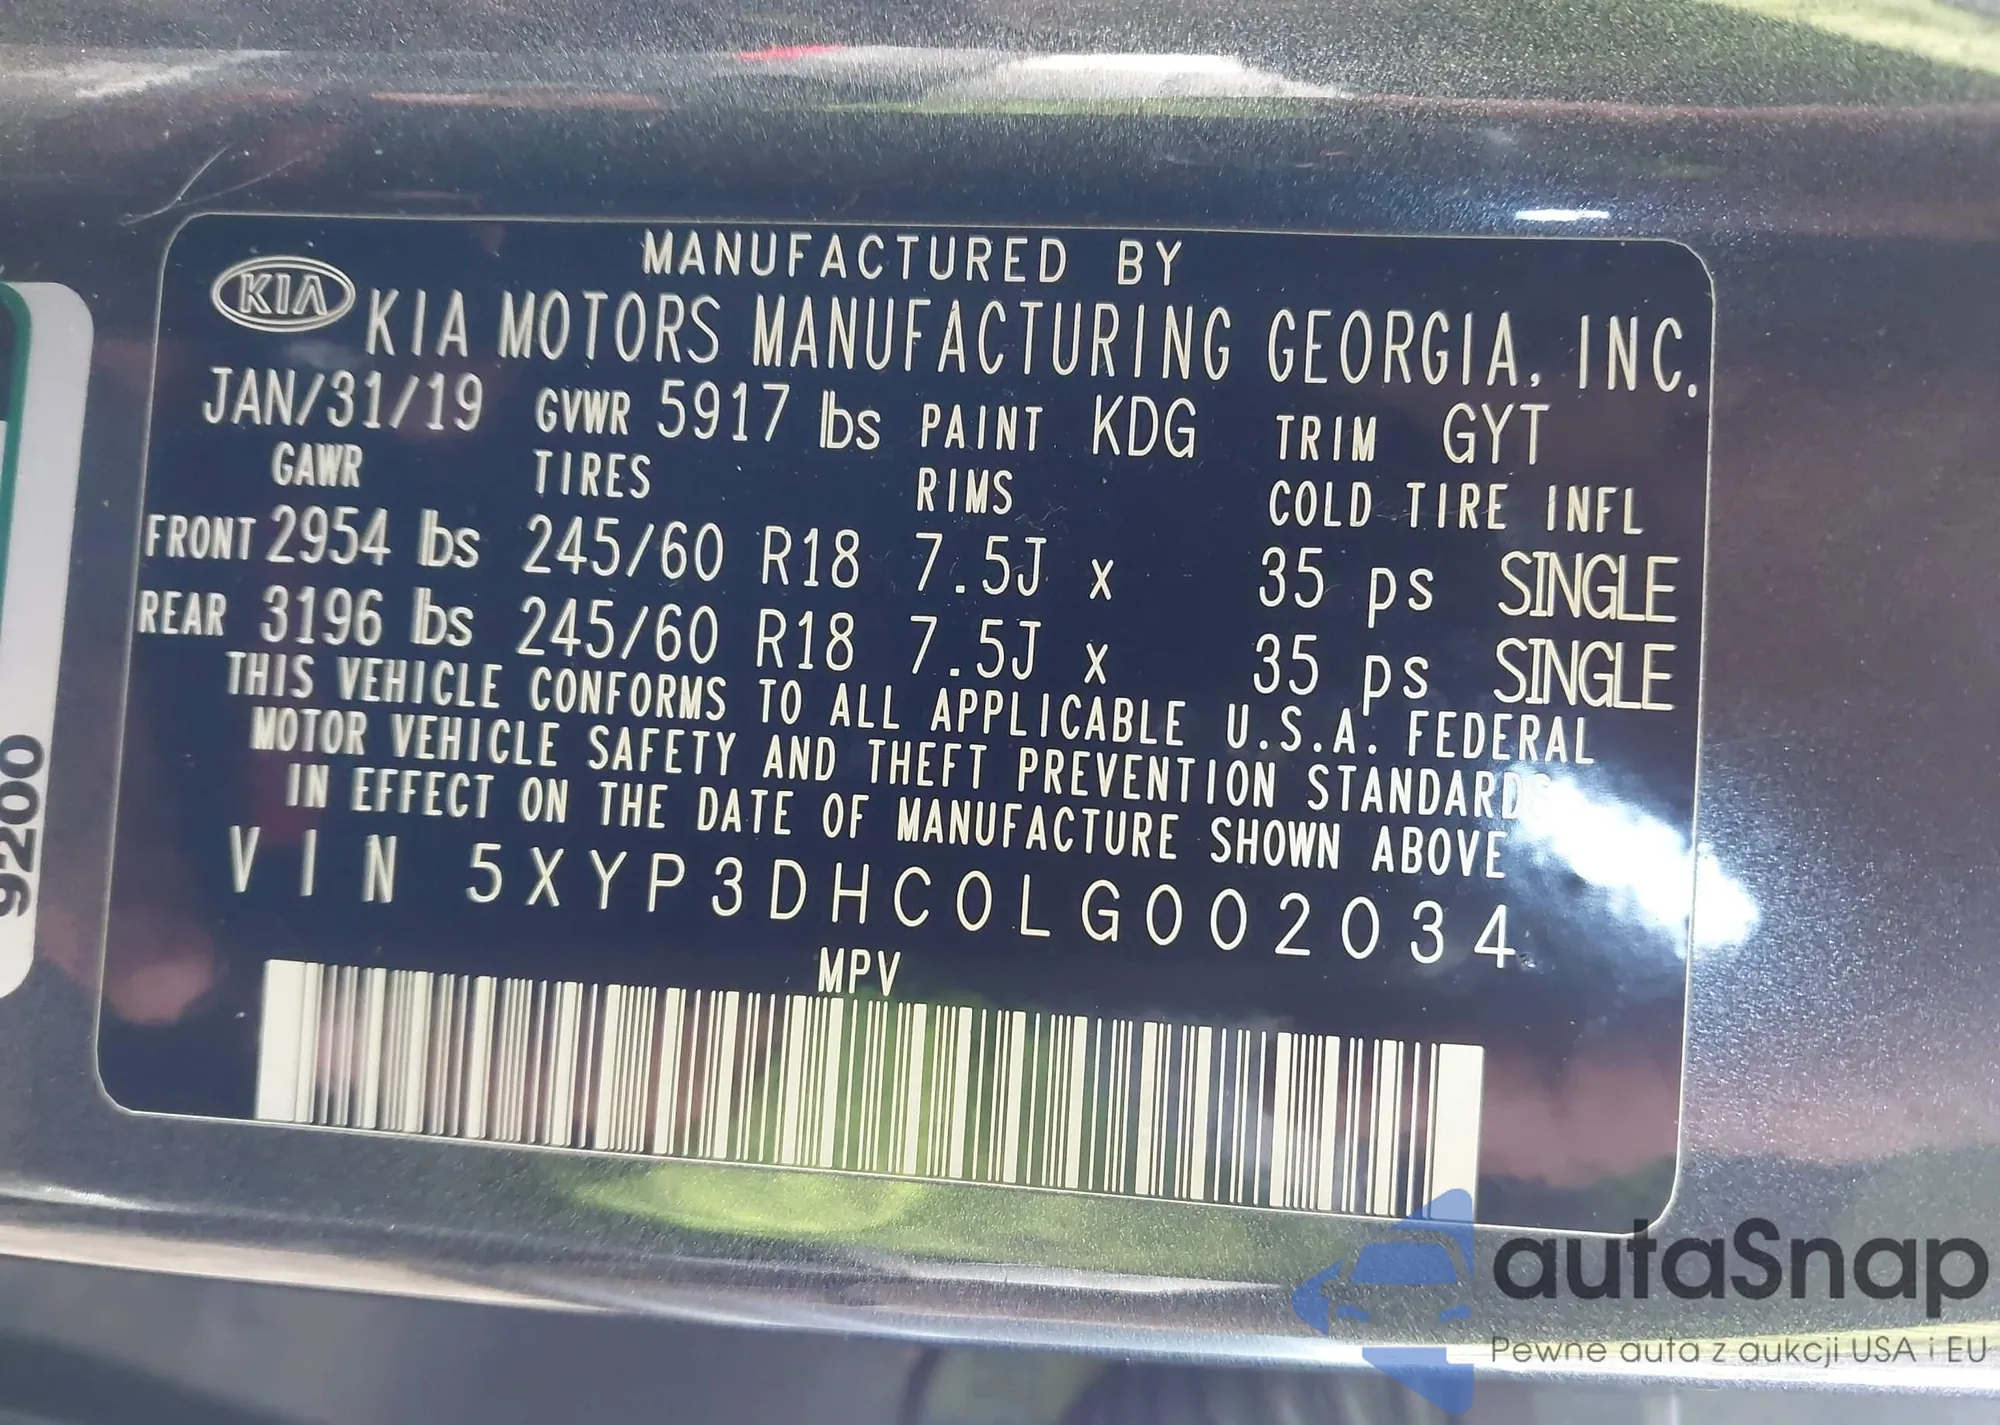 MANUFACTURED BY
KIA KIA MOTORS MANUFACTURING GEORGIA, INC.
JAN/31/19 GVWR 5917 lbs PAINT KDG TRIM GYT
GAWR TIRES RIMS COLD TIRE INFL
FRONT 2954 lbs 245/60 R18 7.5J x 35 ps SINGLE
REAR 3196 lbs 245/60 R18 7.5J x 35 ps SINGLE
THIS VEHICLE CONFORMS TO ALL APPLICABLE U.S.A. FEDERAL
MOTOR VEHICLE SAFETY AND THEFT PREVENTION STANDARDS
IN EFFECT ON THE DATE OF MANUFACTURE SHOWN ABOVE
VIN 5XYP3DHC0LG002034
MPV
9200
autaSnap
Pewne auta z aukcji USA i EU